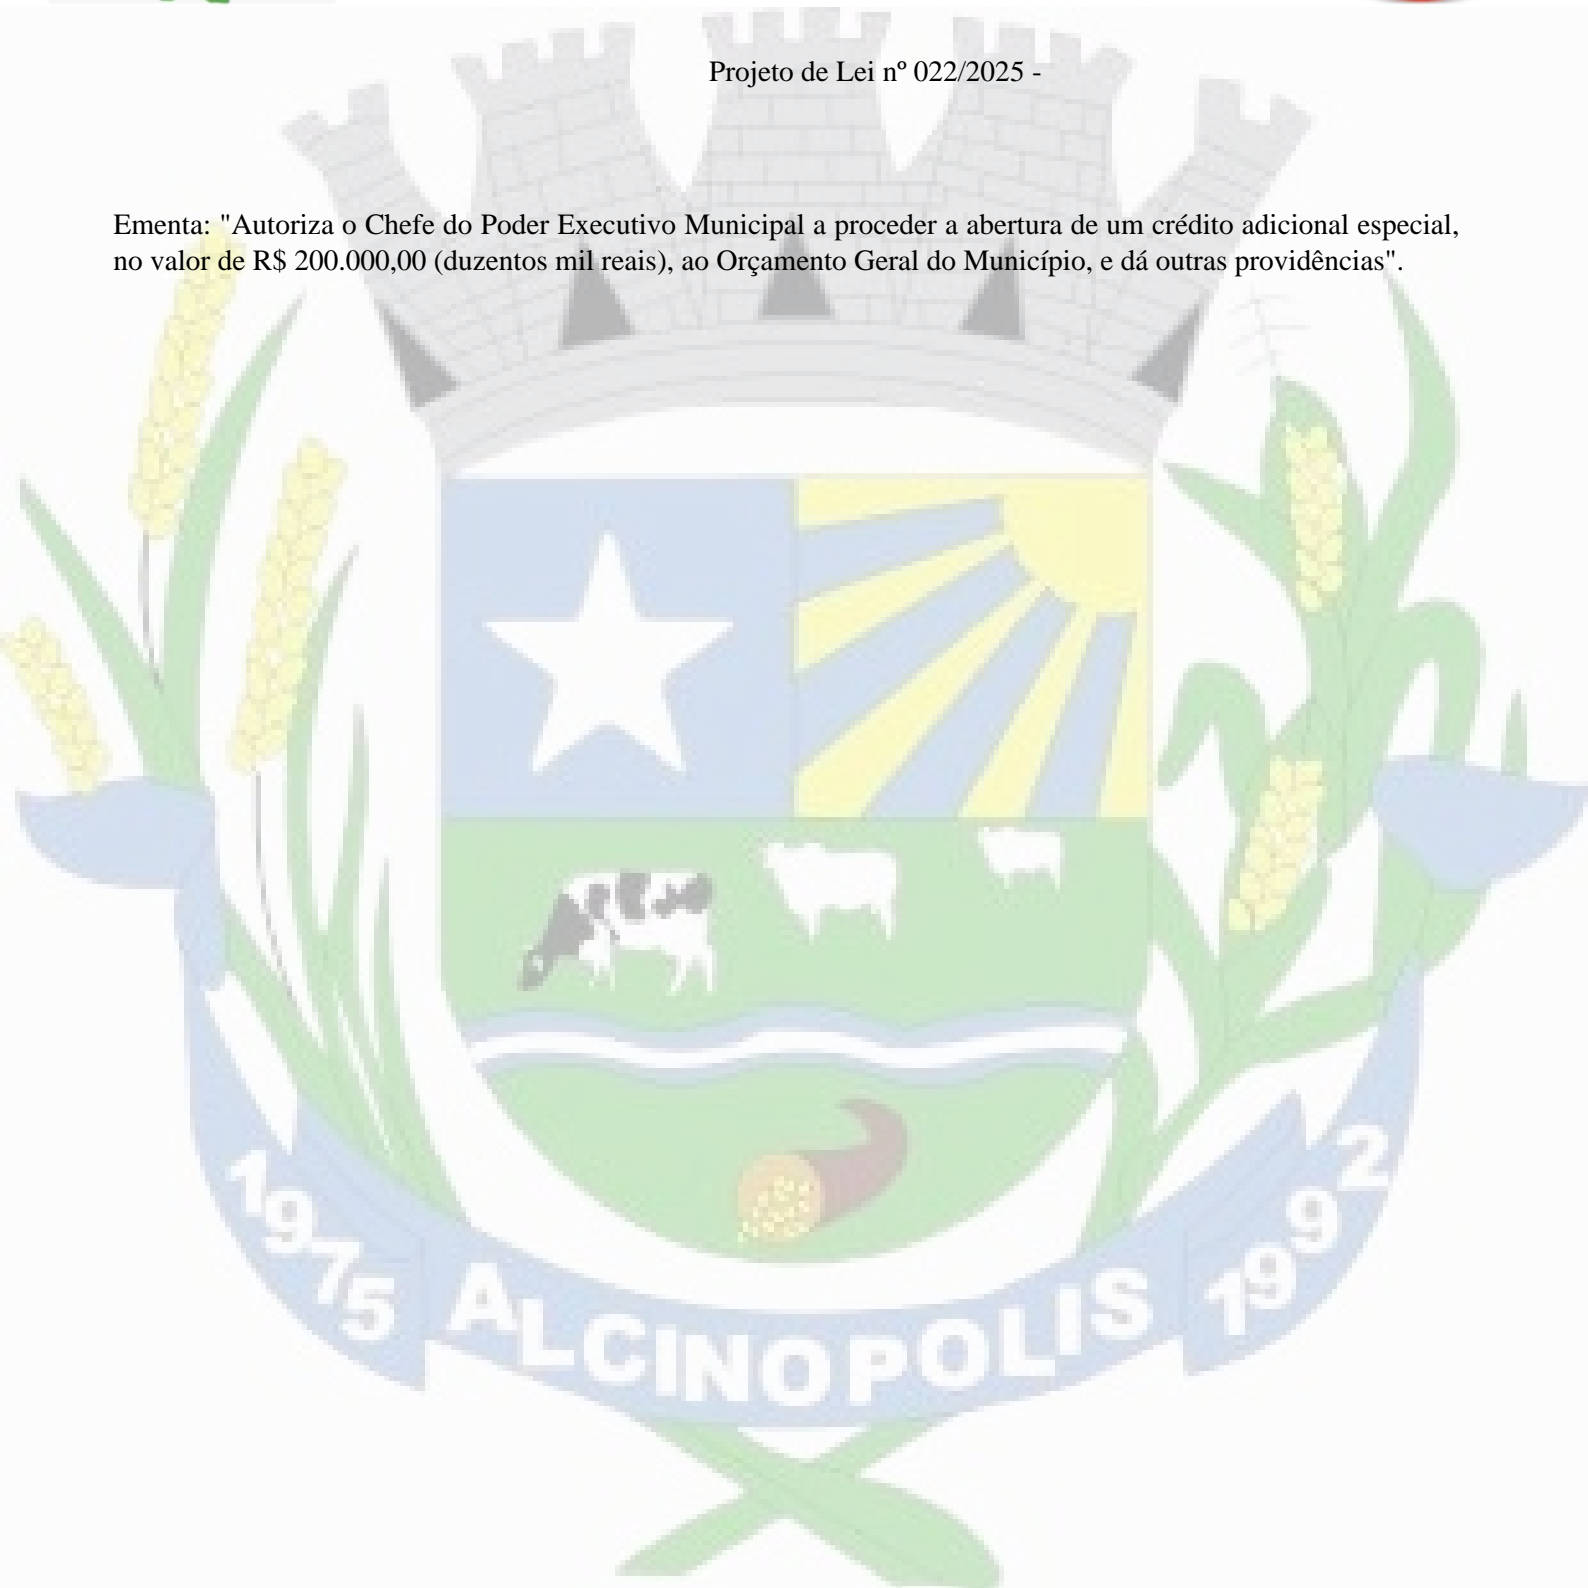 Projeto de Lei nº 022/2025 -
Ementa: "Autoriza o Chefe do Poder Executivo Municipal a proceder a abertura de um crédito adicional especial,
no valor de R$ 200.000,00 (duzentos mil reais), ao Orçamento Geral do Município, e dá outras providências".
1975 ALCINOPOLIS 1992